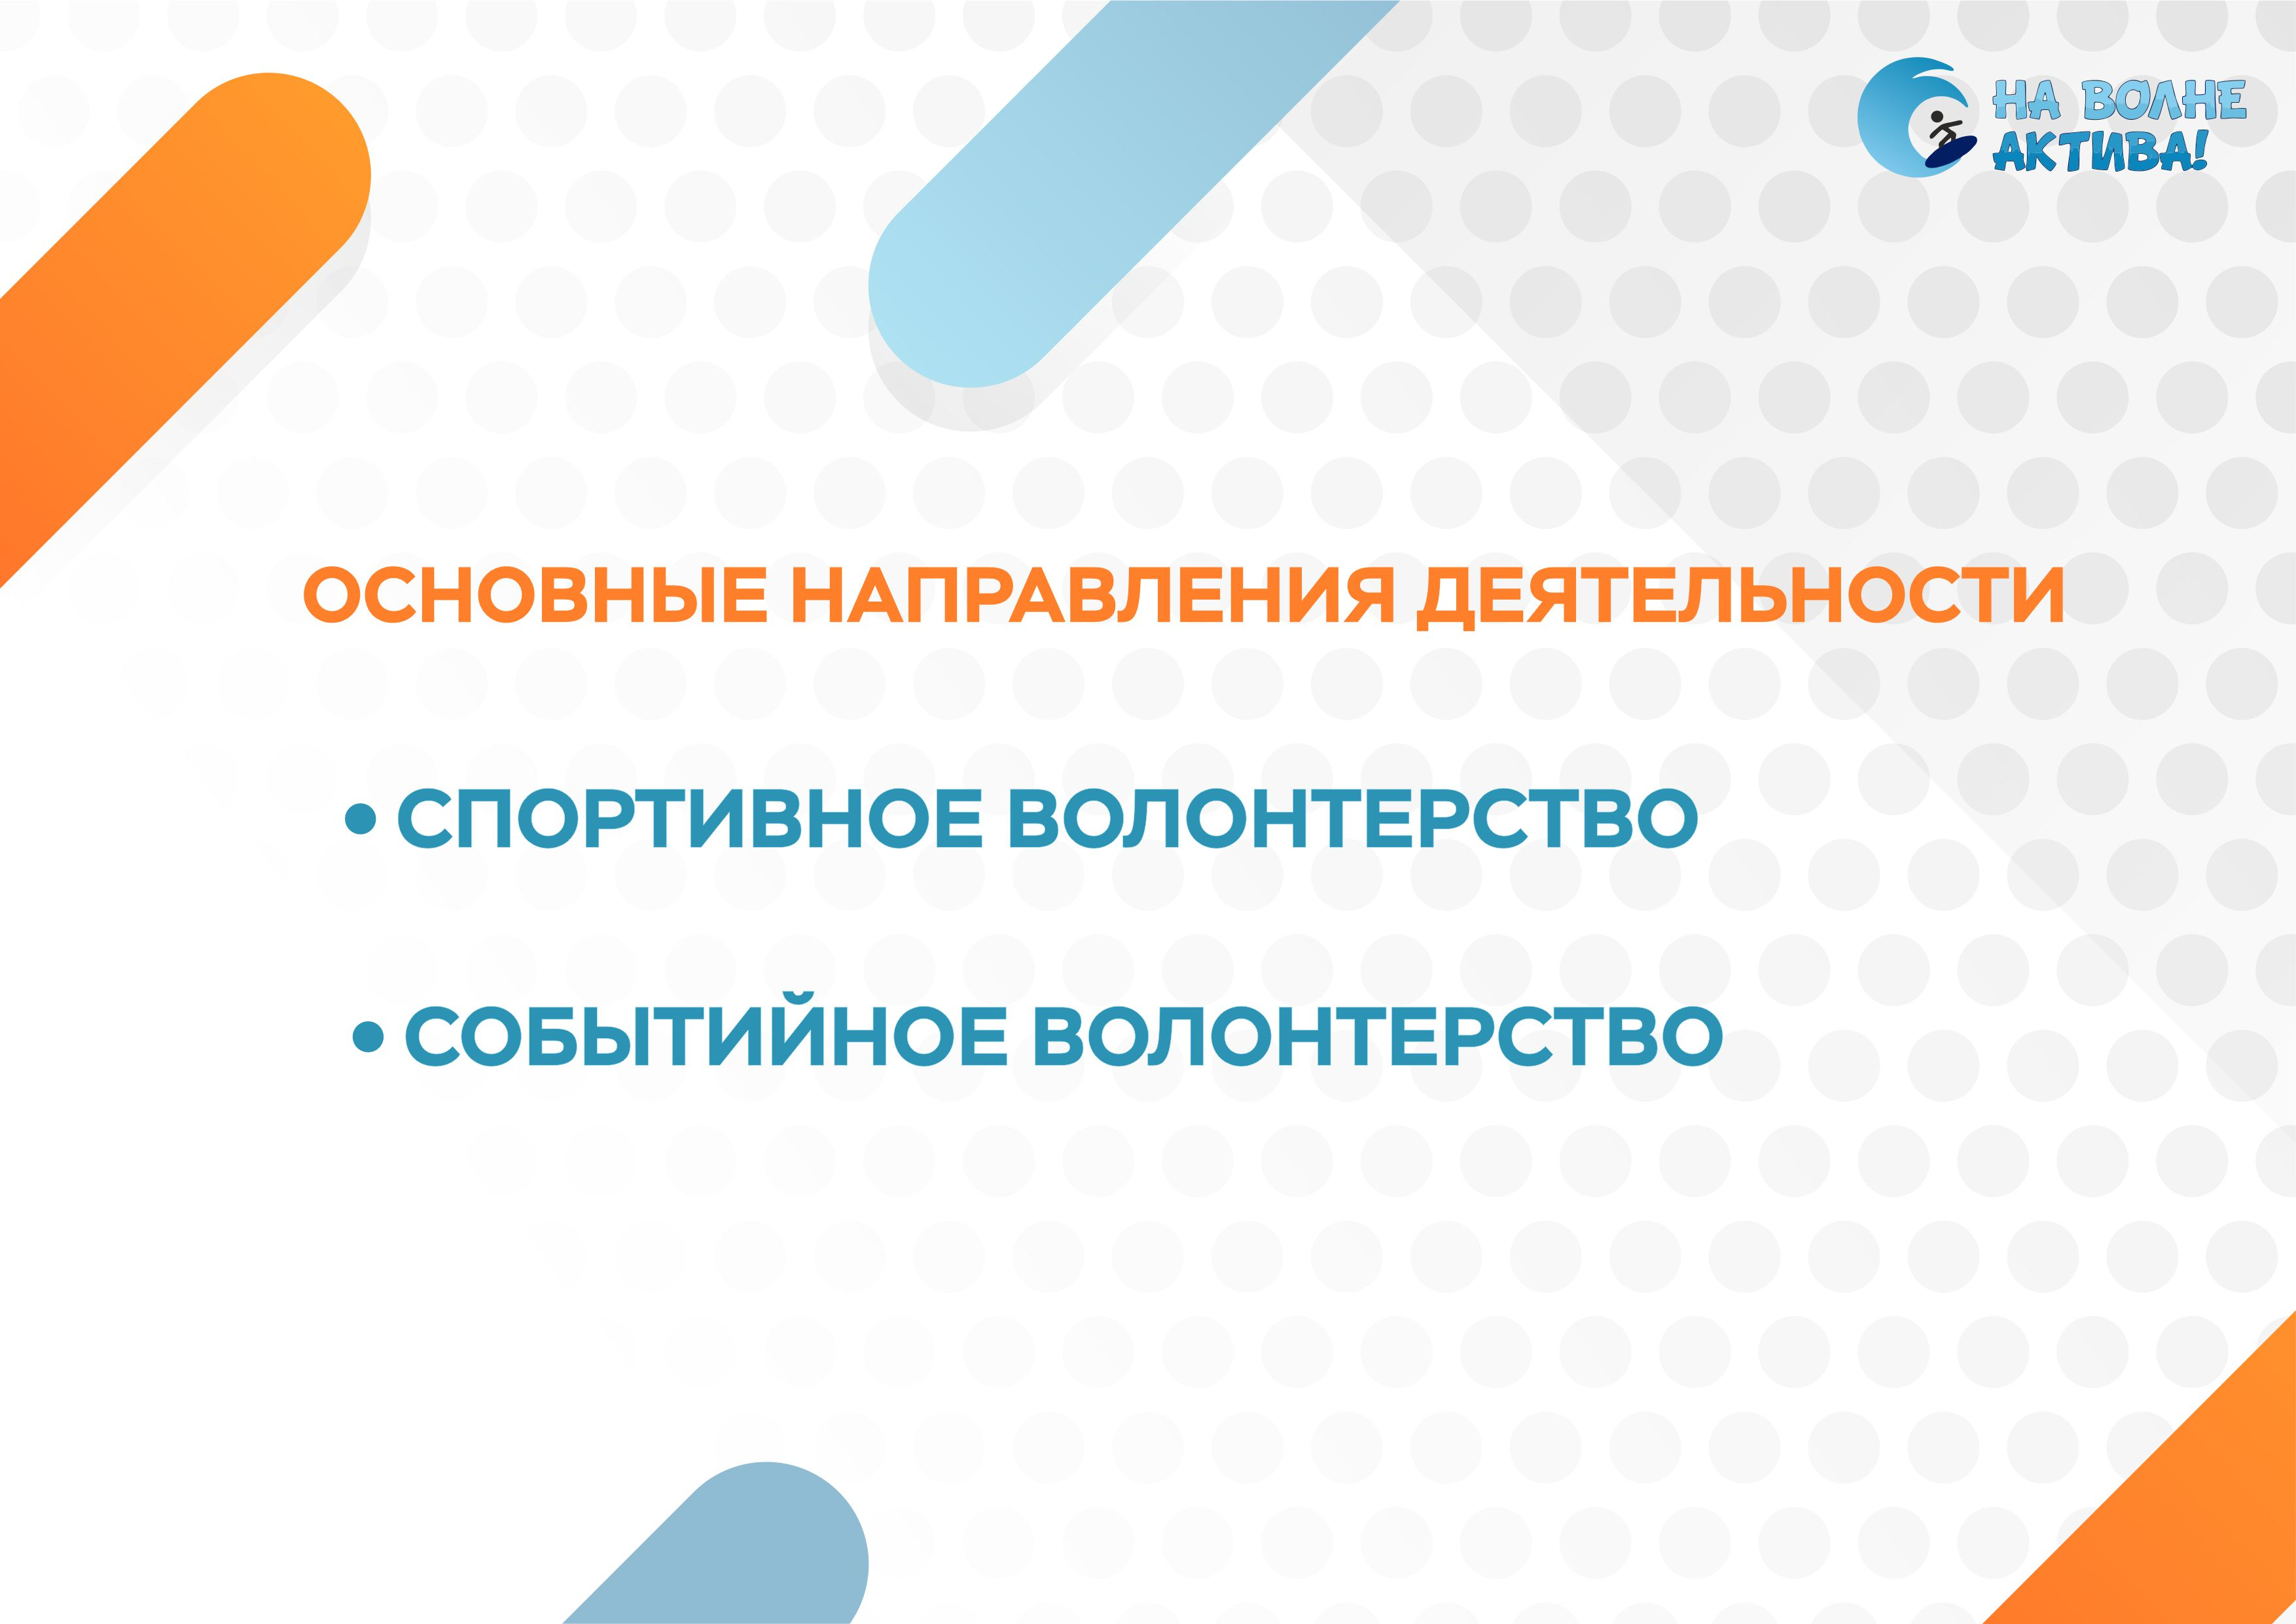 НА ВОЛНЕ
АКТИВА!
ОСНОВНЫЕ НАПРАВЛЕНИЯ ДЕЯТЕЛЬНОСТИ
• СПОРТИВНОЕ ВОЛОНТЕРСТВО
• СОБЫТИЙНОЕ ВОЛОНТЕРСТВО